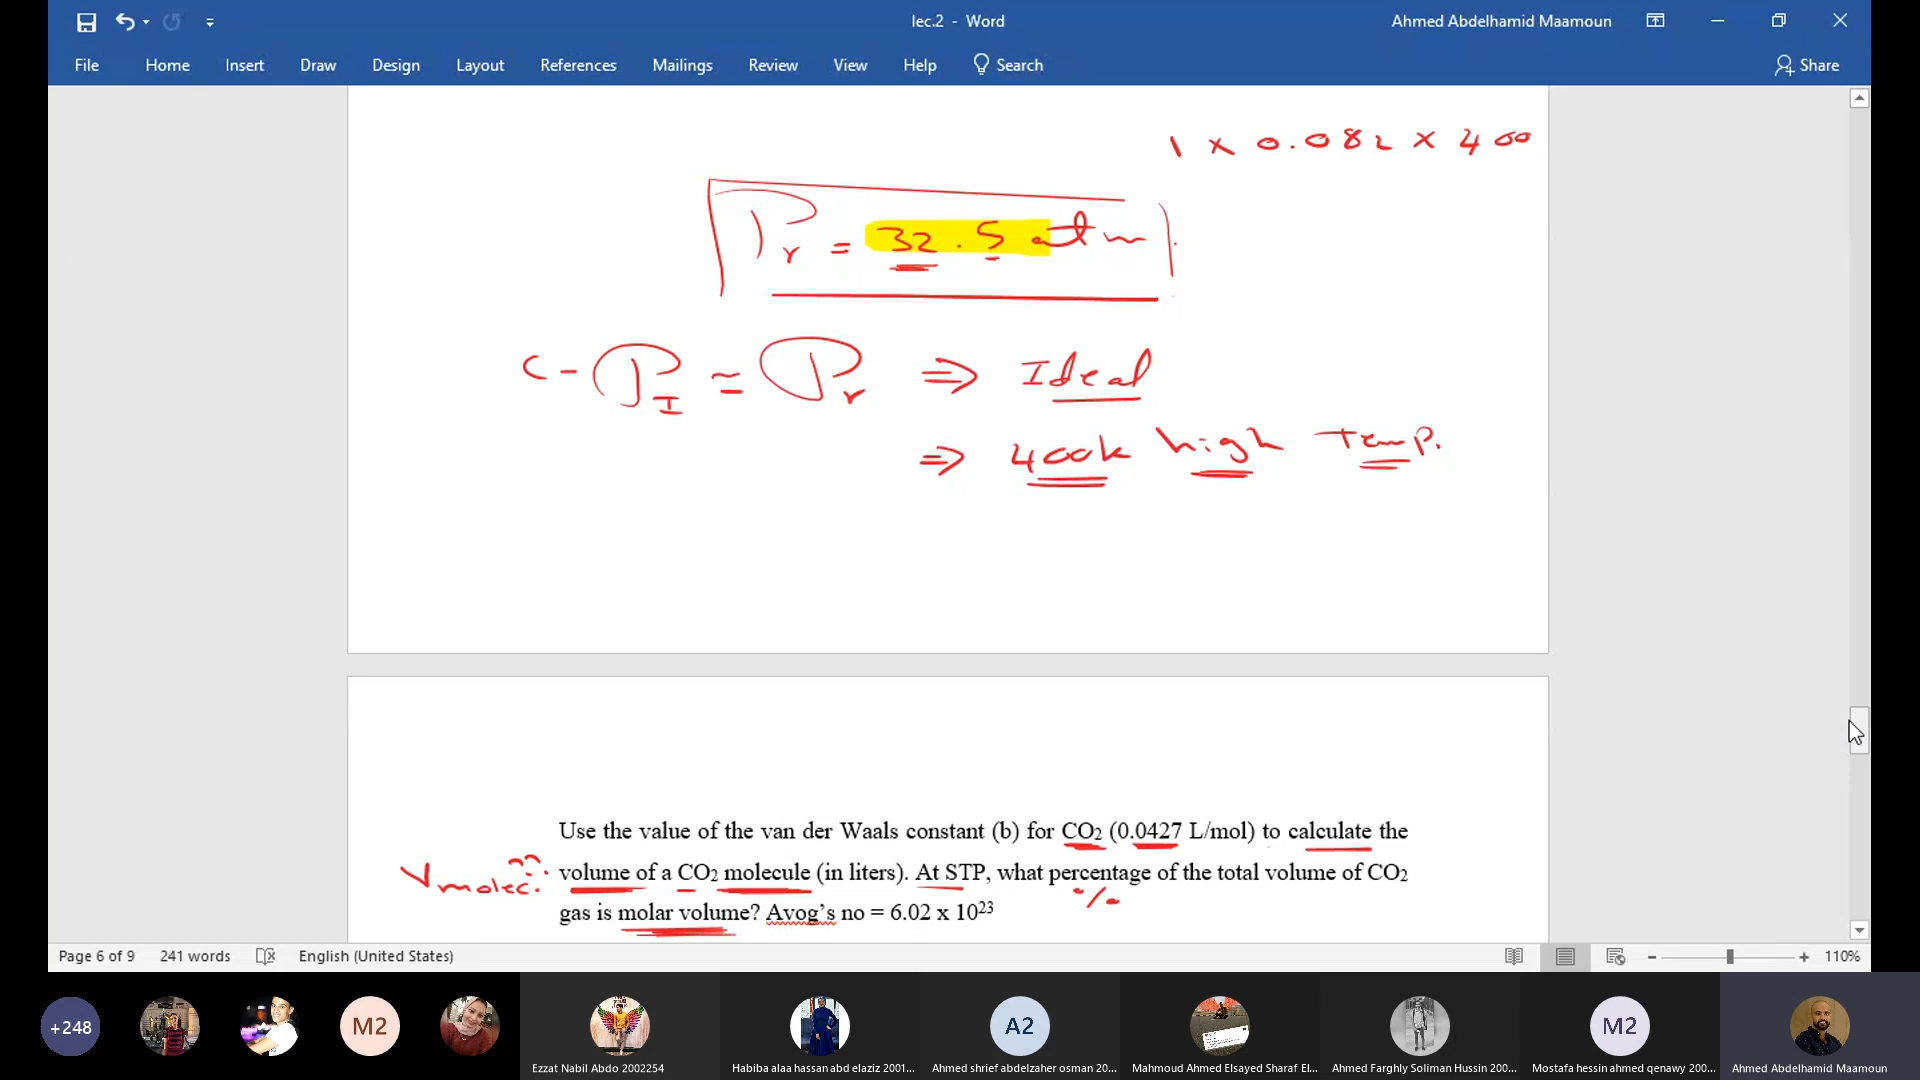 lec.2 - Word
Ahmed Abdelhamid Maamoun
File Home Insert Draw Design Layout References Mailings Review View Help Search Share
1 x 0.082 x 400
Pr = 32.5 atm
C - PI ≃ Pr ⇒ Ideal
⇒ 400k high Temp.
Use the value of the van der Waals constant (b) for CO2 (0.0427 L/mol) to calculate the
Vmolec. volume of a CO2 molecule (in liters). At STP, what percentage of the total volume of CO2
%
gas is molar volume? Avog's no = 6.02 x 10²³
Page 6 of 9 241 words English (United States) 110%
+248
M2
A2
M2
Ezzat Nabil Abdo 2002254
Habiba alaa hassan abd elaziz 2001...
Ahmed shrief abdelzaher osman 20...
Mahmoud Ahmed Elsayed Sharaf El...
Ahmed Farghly Soliman Hussin 200...
Mostafa hessin ahmed qenawy 200...
Ahmed Abdelhamid Maamoun